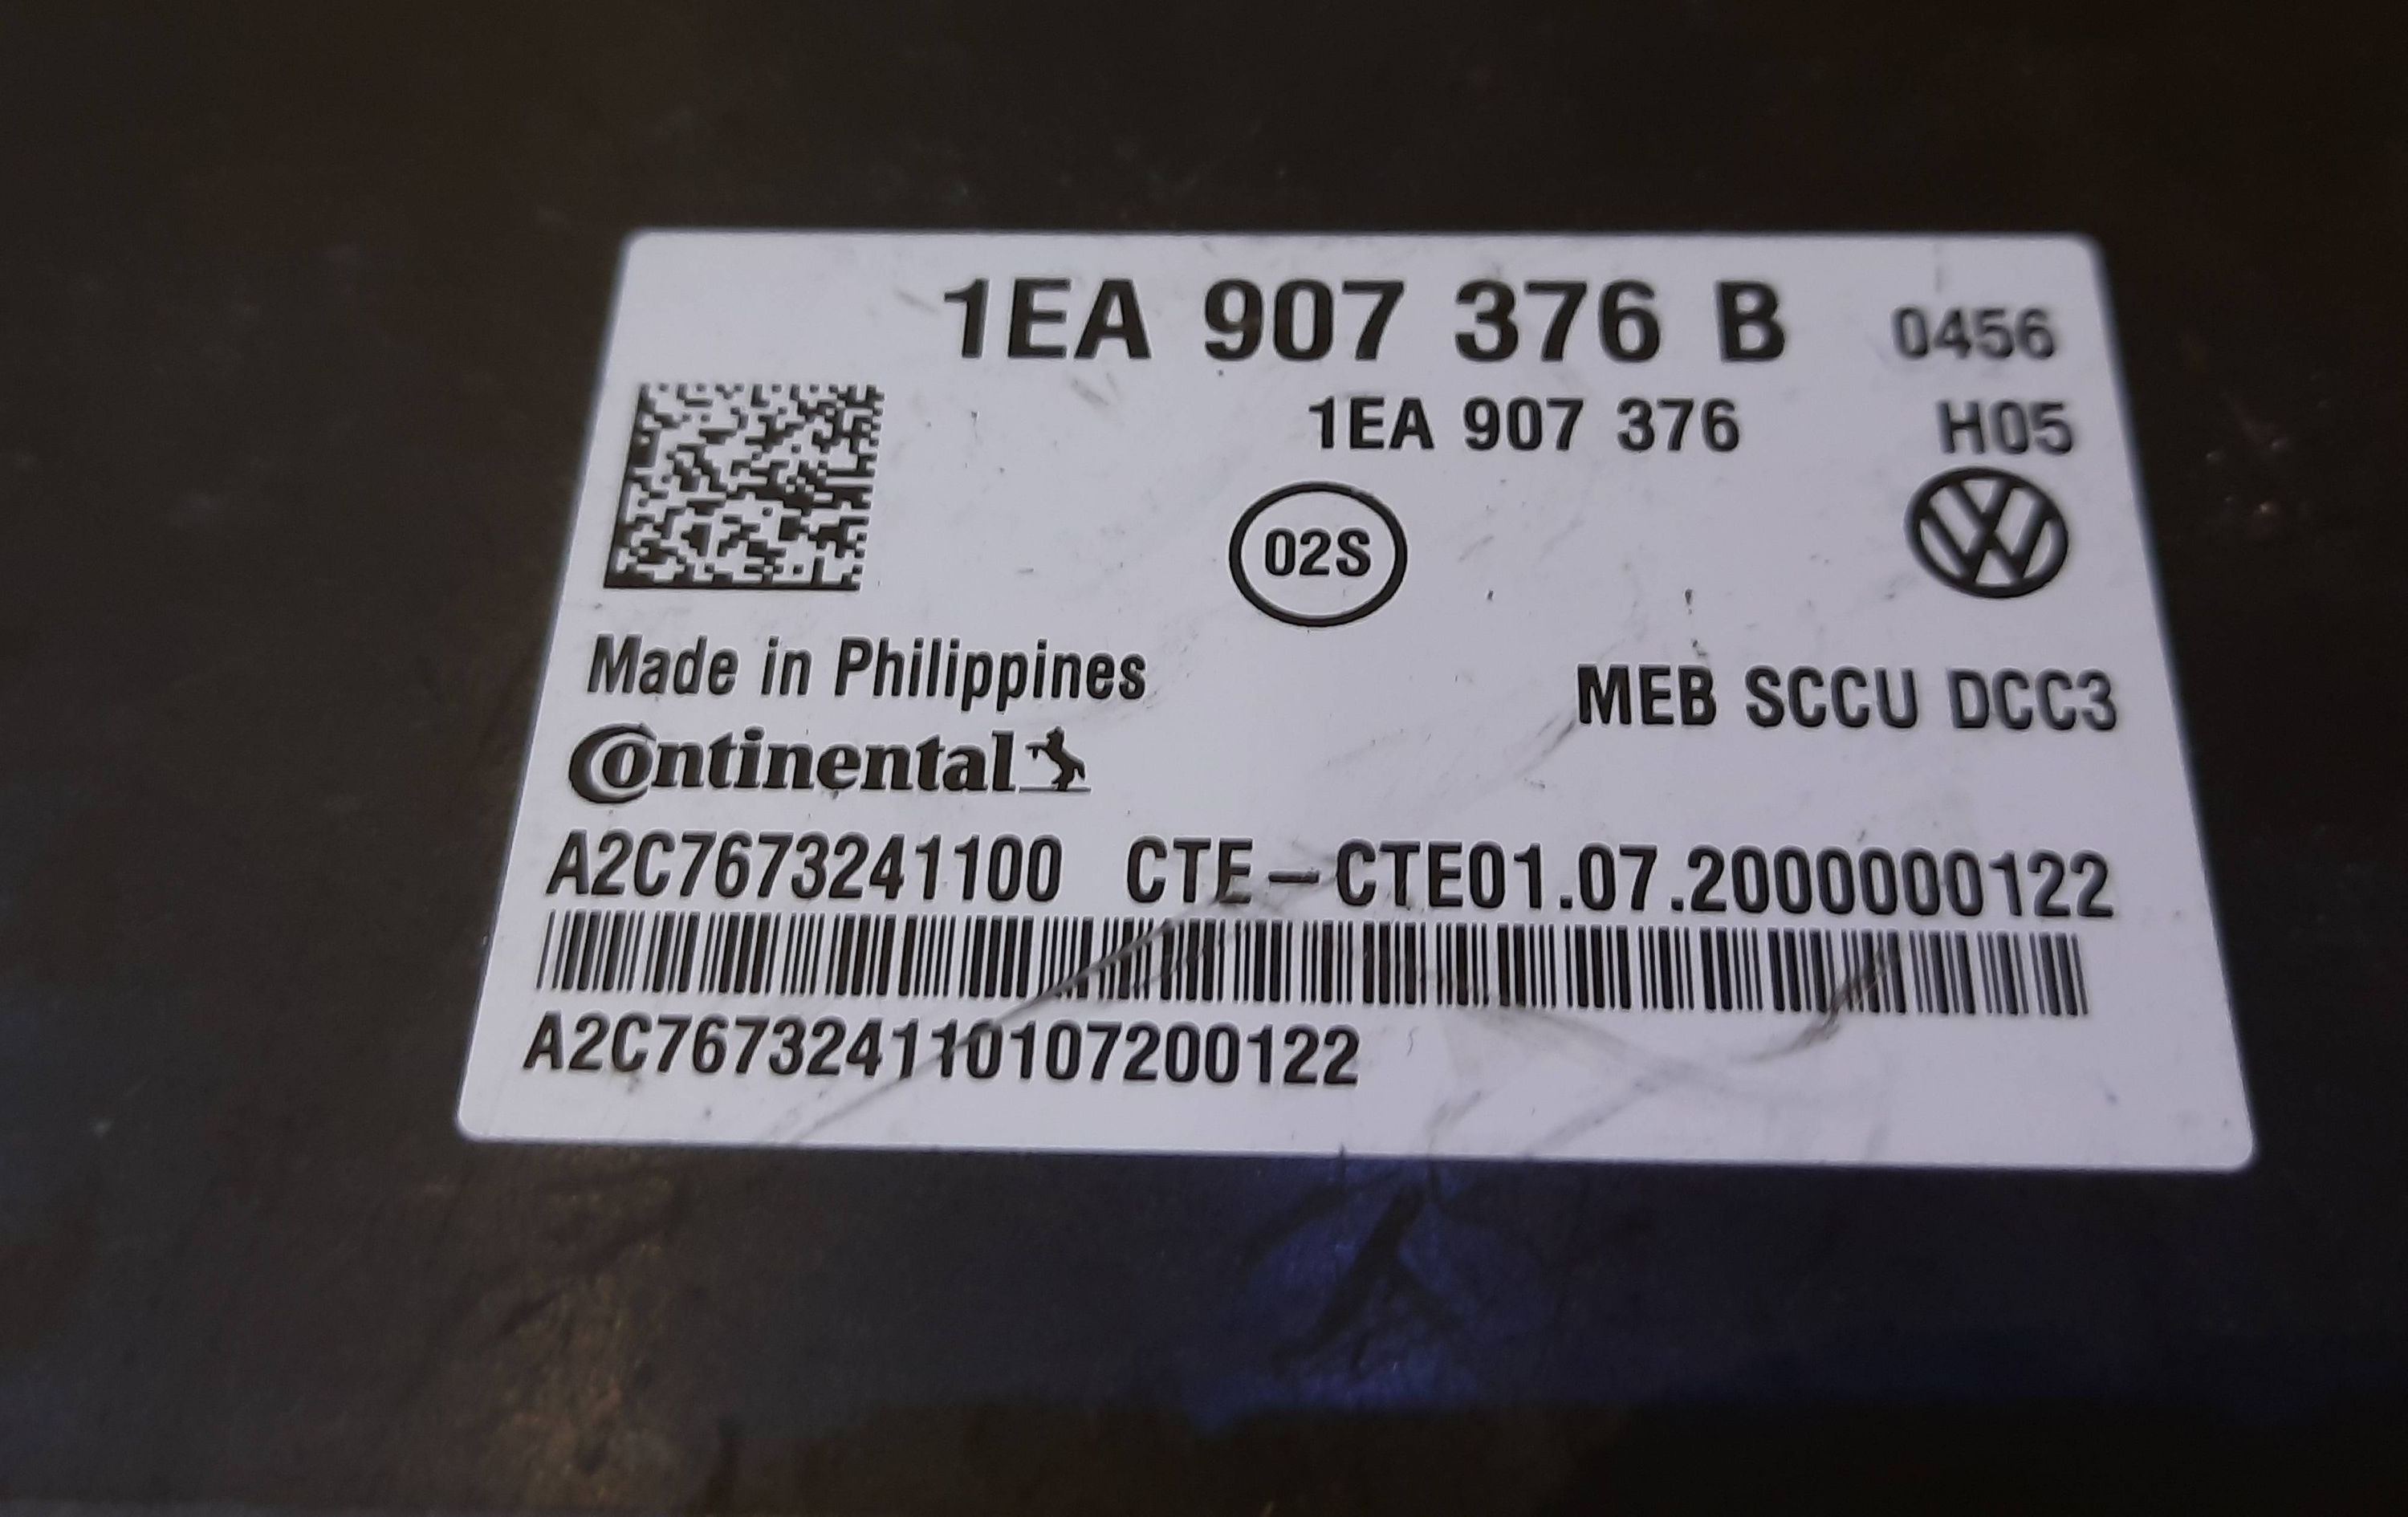 1EA 907 376 B 0456
1EA 907 376 H05
02S
Made in Philippines
MEB SCCU DCC3
Continental
A2C7673241100 CTE-CTE01.07.2000000122
A2C767324110107200122